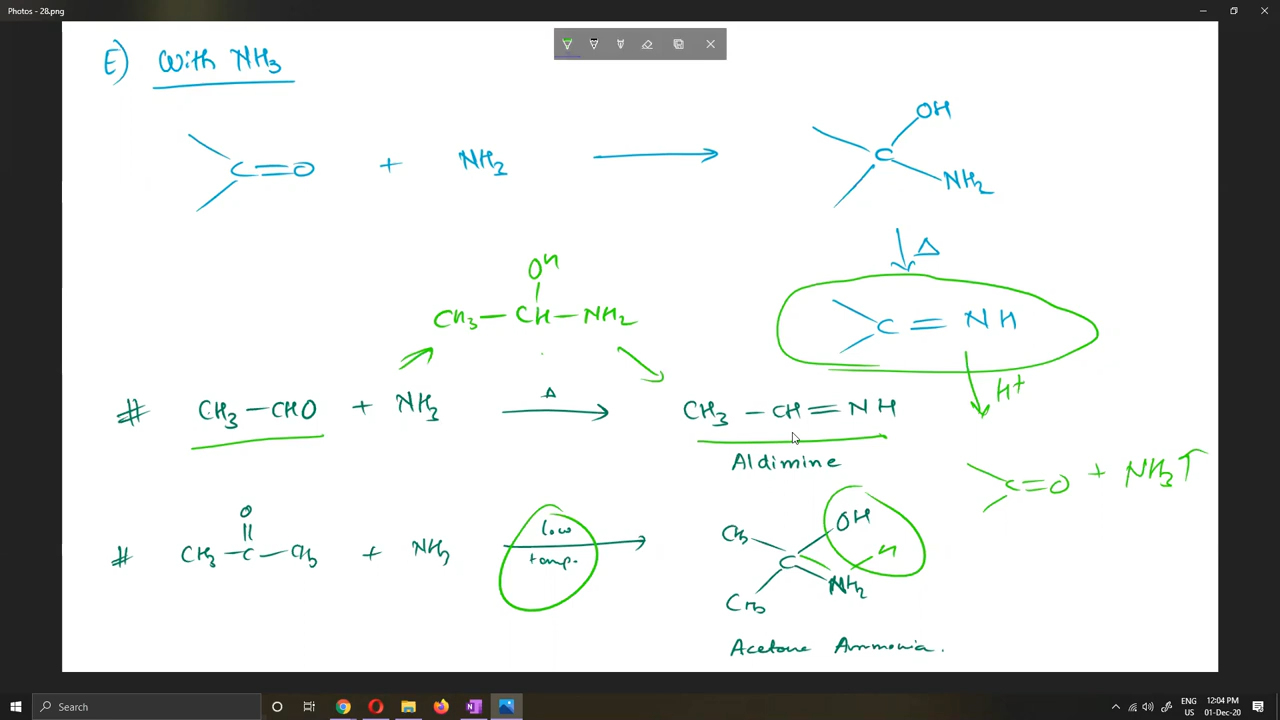 Photos - 28.png
E) With NH3
C=O + NH2 ⟶ C OH NH2
Δ
C = NH
H+
C=O + NH3↑
OH
CH3 — CH — NH2
# CH3 — CHO + NH3 Δ ⟶ CH3 — CH = NH
Aldimine
# CH3 — C — CH3 + NH3 low temp. ⟶ CH3 CH3 C OH NH2 H
O
Acetone Ammonia.
Search
ENG
US
12:04 PM
01-Dec-20